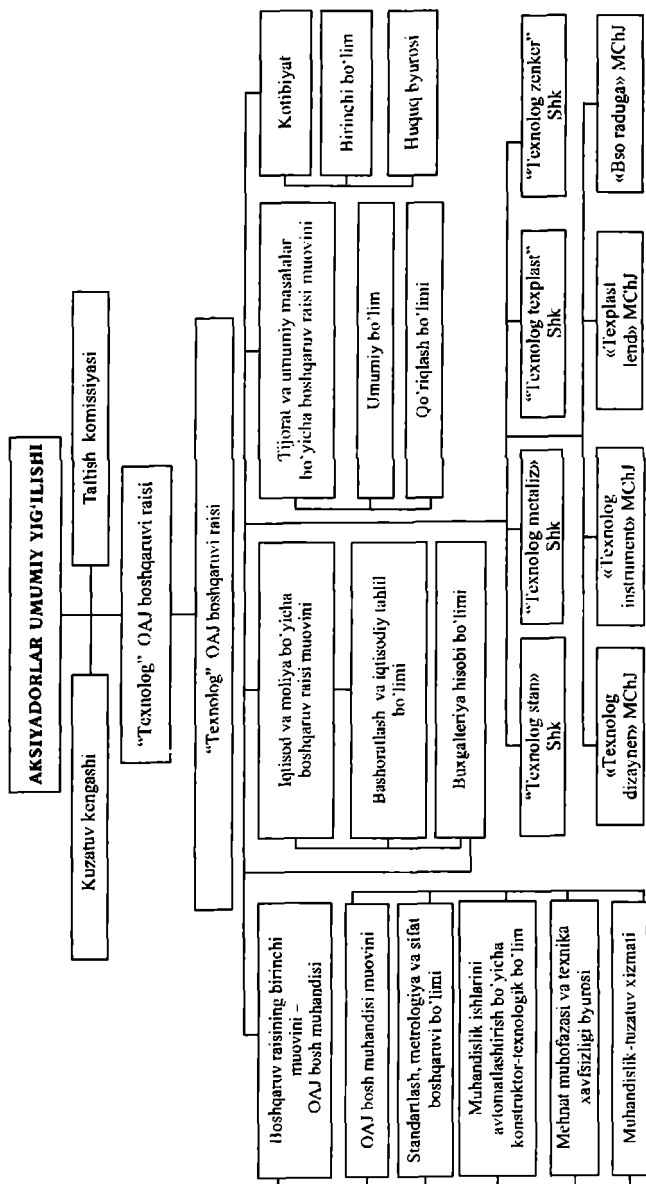 AKSIYADORLAR UMUMIY YIG'ILISHI
Kuzatuv kengashi
Taftish komissiyasi
"Texnolog" OAJ boshqaruvi raisi
"Texnolog" OAJ boshqaruvi raisi
Boshqaruv raisining birinchi
muovini –
OAJ bosh muhandisi
OAJ bosh muhandisi muovini
Standartlash, metrologiya va sifat
boshqaruvi bo'limi
Muhandislik ishlarini
avtomatlashtirish bo'yicha
konstruktor-texnologik bo'lim
Mehnat muhofazasi va texnika
xavfsizligi byurosi
Muhandislik-tuzatuv xizmati
Iqtisod va moliya bo'yicha
boshqaruv raisi muovini
Bashoratlash va iqtisodiy tahlil
bo'limi
Buxgalteriya hisobi bo'limi
Tijorat va umumiy masalalar
bo'yicha boshqaruv raisi muovini
Umumiy bo'lim
Qo'riqlash bo'limi
Kotibiyat
Birinchi bo'lim
Huquq byurosi
"Texnolog stan»
Shk
"Texnolog metaliz»
Shk
"Texnolog texplast"
Shk
"Texnolog zenker"
Shk
«Texnolog
dizayner» MChJ
«Texnolog
instrument» MChJ
«Texplast
lend» MChJ
«Bso raduga» MChJ